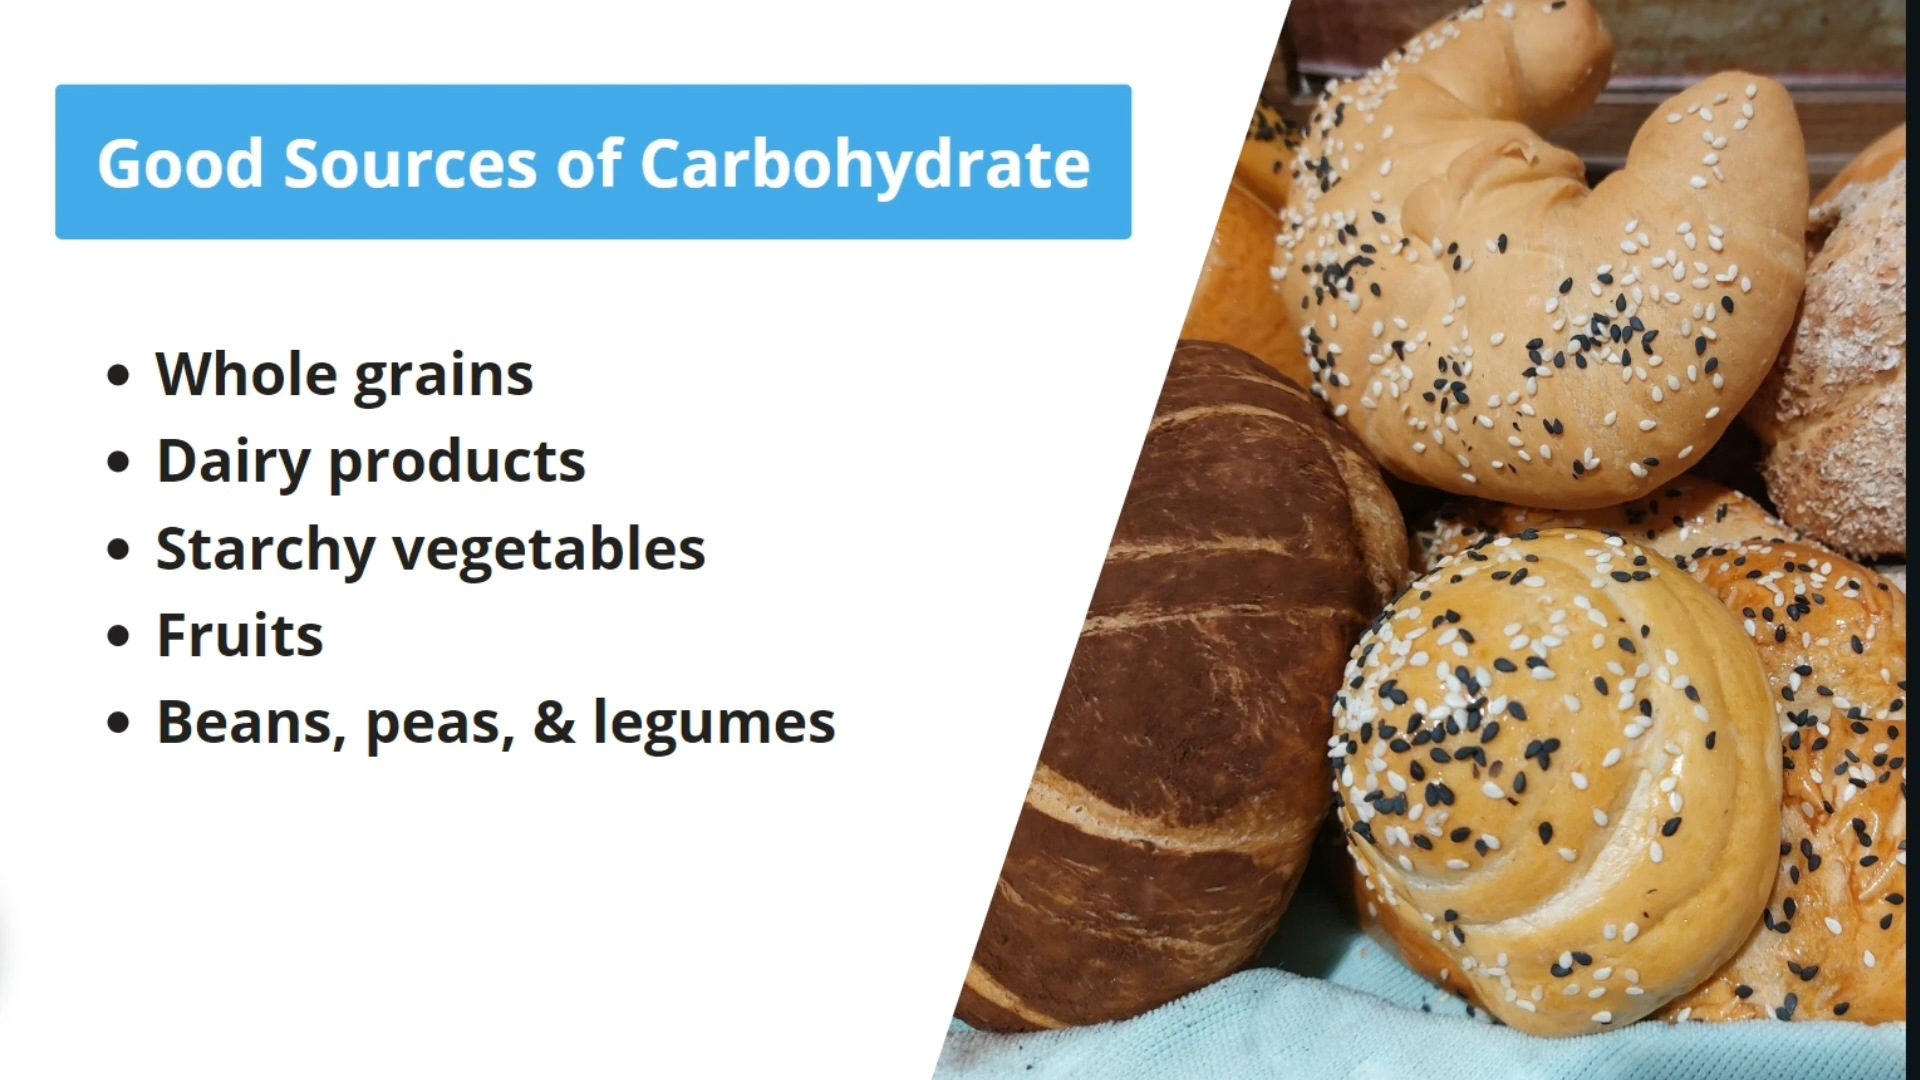 Good Sources of Carbohydrate
• Whole grains
• Dairy products
• Starchy vegetables
• Fruits
• Beans, peas, & legumes